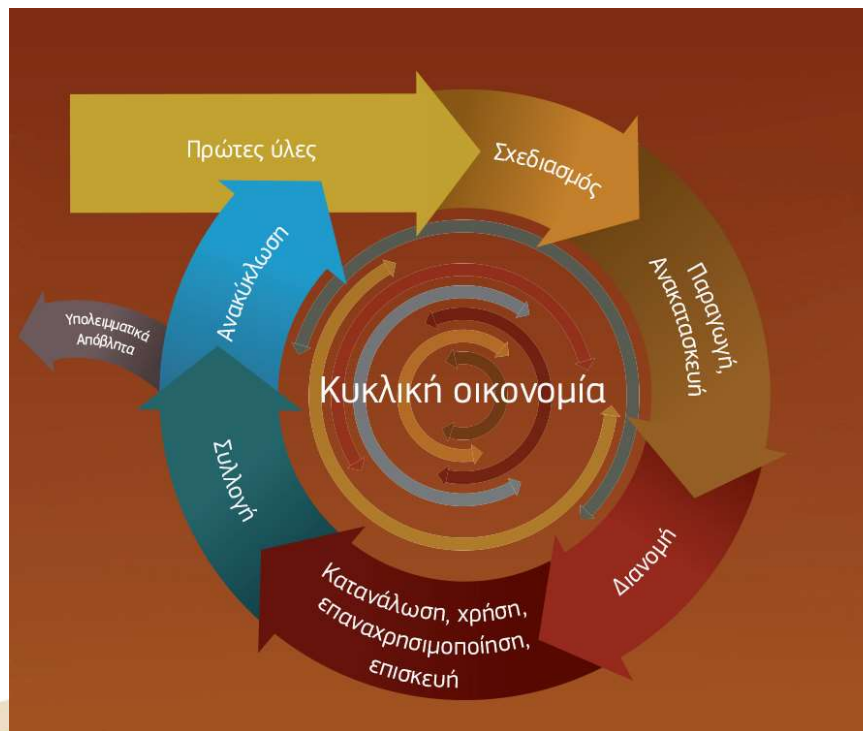 Πρώτες ύλες
Σχεδιασμός
Παραγωγή,
Ανακατασκευή
Διανομή
Κατανάλωση, χρήση,
επαναχρησιμοποίηση,
επισκευή
Συλλογή
Ανακύκλωση
Υπολειμματικά
Απόβλητα
Κυκλική οικονομία